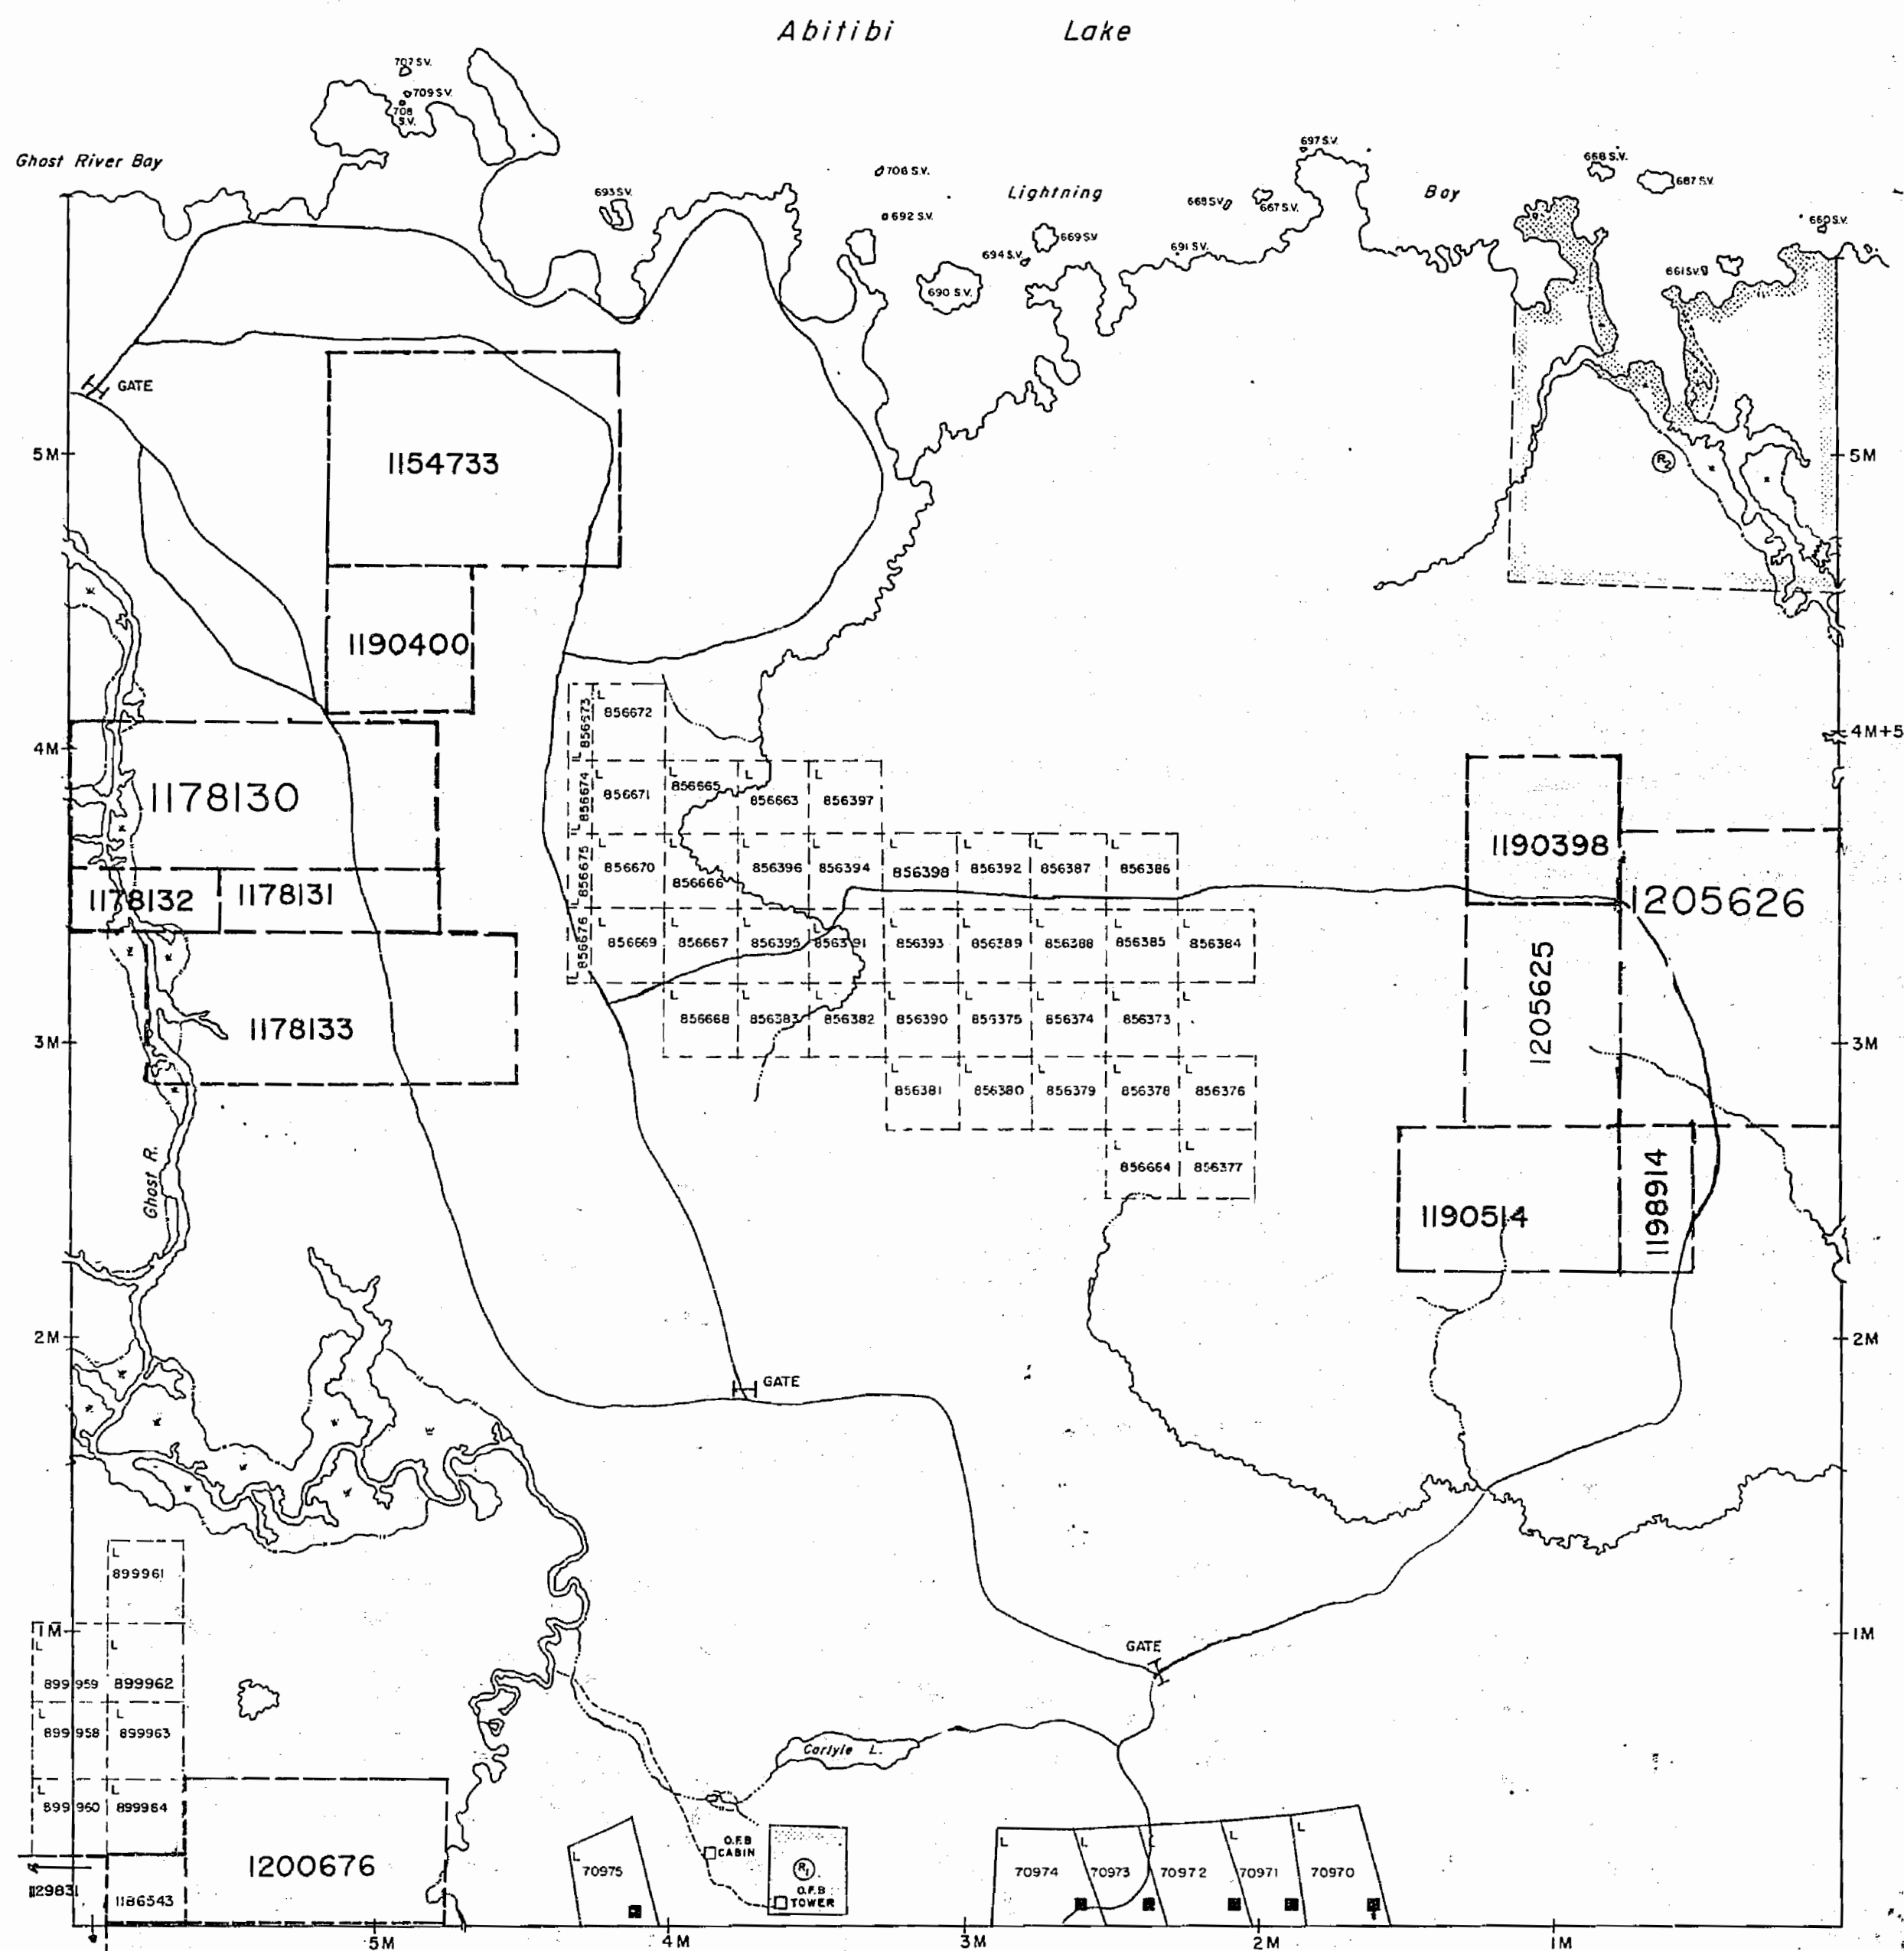 Abitibi Lake
707 S.V.
709 S.V.
708
S.V.
Ghost River Bay
693 S.V.
706 S.V.
692 S.V.
Lightning Bay
697 S.V.
668 S.V.
687 S.V.
667 S.V.
660 S.V.
669 S.V
694 S.V.
691 S.V.
661 S.V.
690 S.V.
GATE
1154733
5M
5M
R2
1190400
856673
L
856672
4M
4M+5
1178130
L
856674
L
856671
L
856665
L
856663
L
856397
1190398
1178132
1178131
L
856675
856670
856666
856396
856394
L
856398
L
856392
L
857387
L
856386
1205626
L
856676
L
856669
L
856667
L
856395
L
856391
L
856393
L
856389
L
856388
L
856385
L
856384
1205625
1178133
3M
3M
L
856668
L
856383
L
856382
L
856390
L
856375
L
856374
L
856373
L
L
856381
L
856380
L
856379
L
856378
L
856376
L
856664
L
856377
Ghost R.
1190514
1198914
2M
2M
GATE
L
899961
1M
1M
GATE
L
899959
L
899962
L
899958
L
899963
Carlyle L.
L
899960
L
899964
1200676
1129831
1186543
L
70975
O.F.B
CABIN
R1
O.F.B
TOWER
L
70974
L
70973
L
70972
L
70971
L
70970
5M
4M
3M
2M
1M